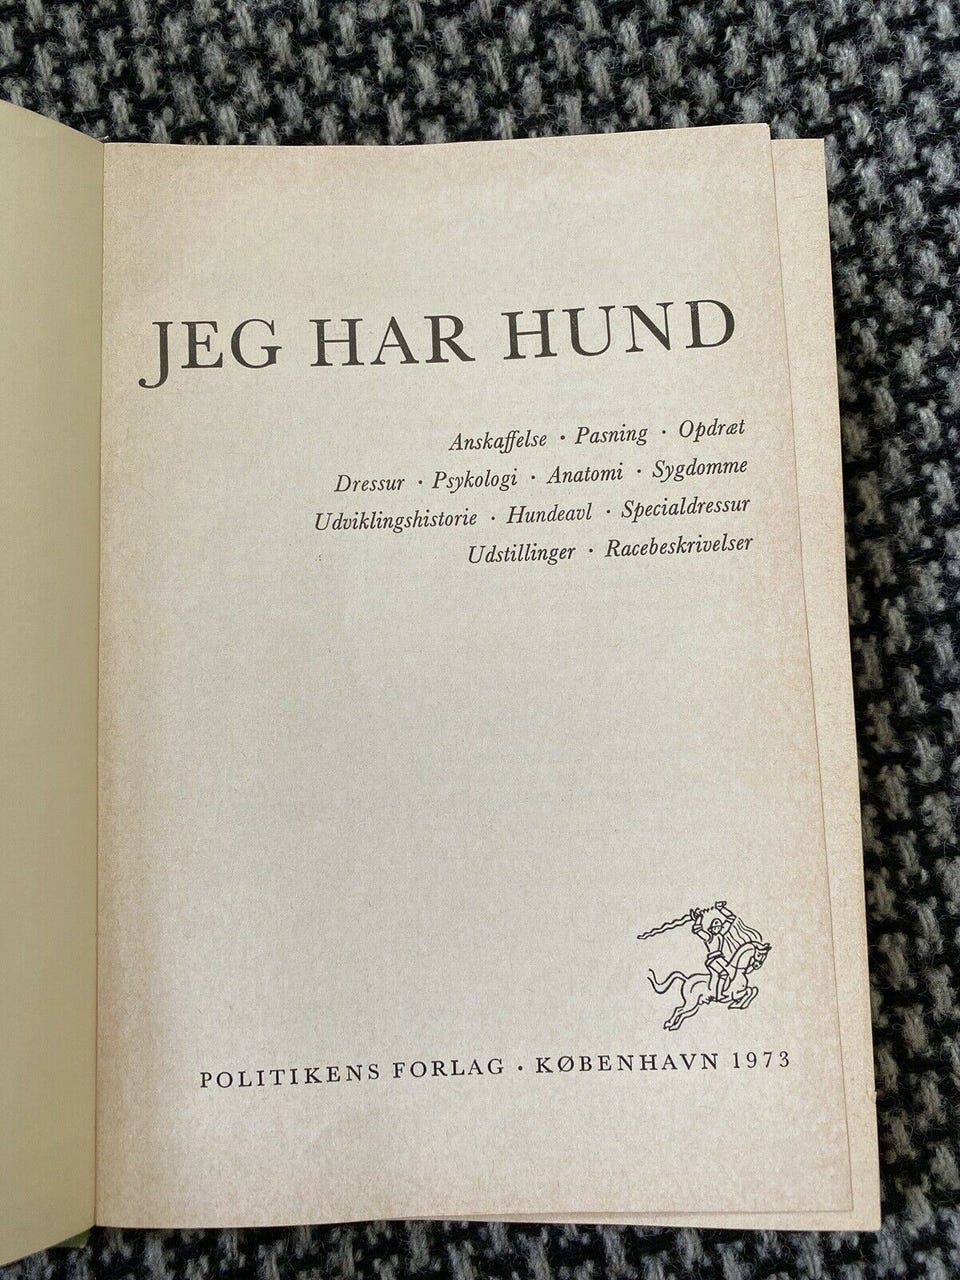 JEG HAR HUND
Anskaffelse · Pasning · Opdræt
Dressur · Psykologi · Anatomi · Sygdomme
Udviklingshistorie · Hundeavl · Specialdressur
Udstillinger · Racebeskrivelser
POLITIKENS FORLAG · KØBENHAVN 1973